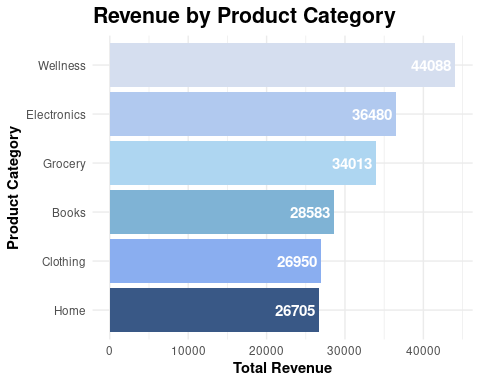 Revenue by Product Category
Product Category
Wellness 44088
Electronics 36480
Grocery 34013
Books 28583
Clothing 26950
Home 26705
0 10000 20000 30000 40000
Total Revenue